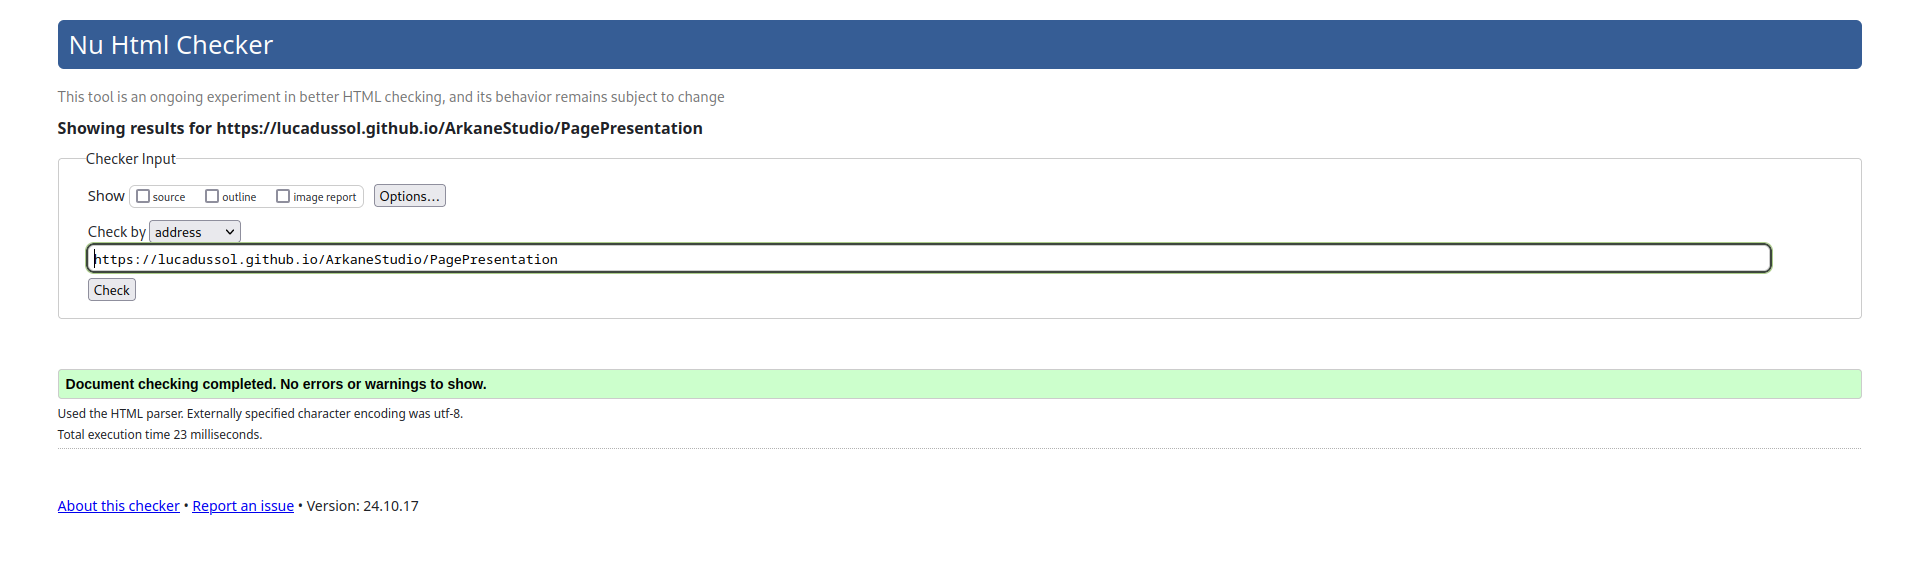 Nu Html Checker
This tool is an ongoing experiment in better HTML checking, and its behavior remains subject to change
Showing results for https://lucadussol.github.io/ArkaneStudio/PagePresentation
Checker Input
Show source outline image report Options...
Check by address
https://lucadussol.github.io/ArkaneStudio/PagePresentation
Check
Document checking completed. No errors or warnings to show.
Used the HTML parser. Externally specified character encoding was utf-8.
Total execution time 23 milliseconds.
About this checker • Report an issue • Version: 24.10.17